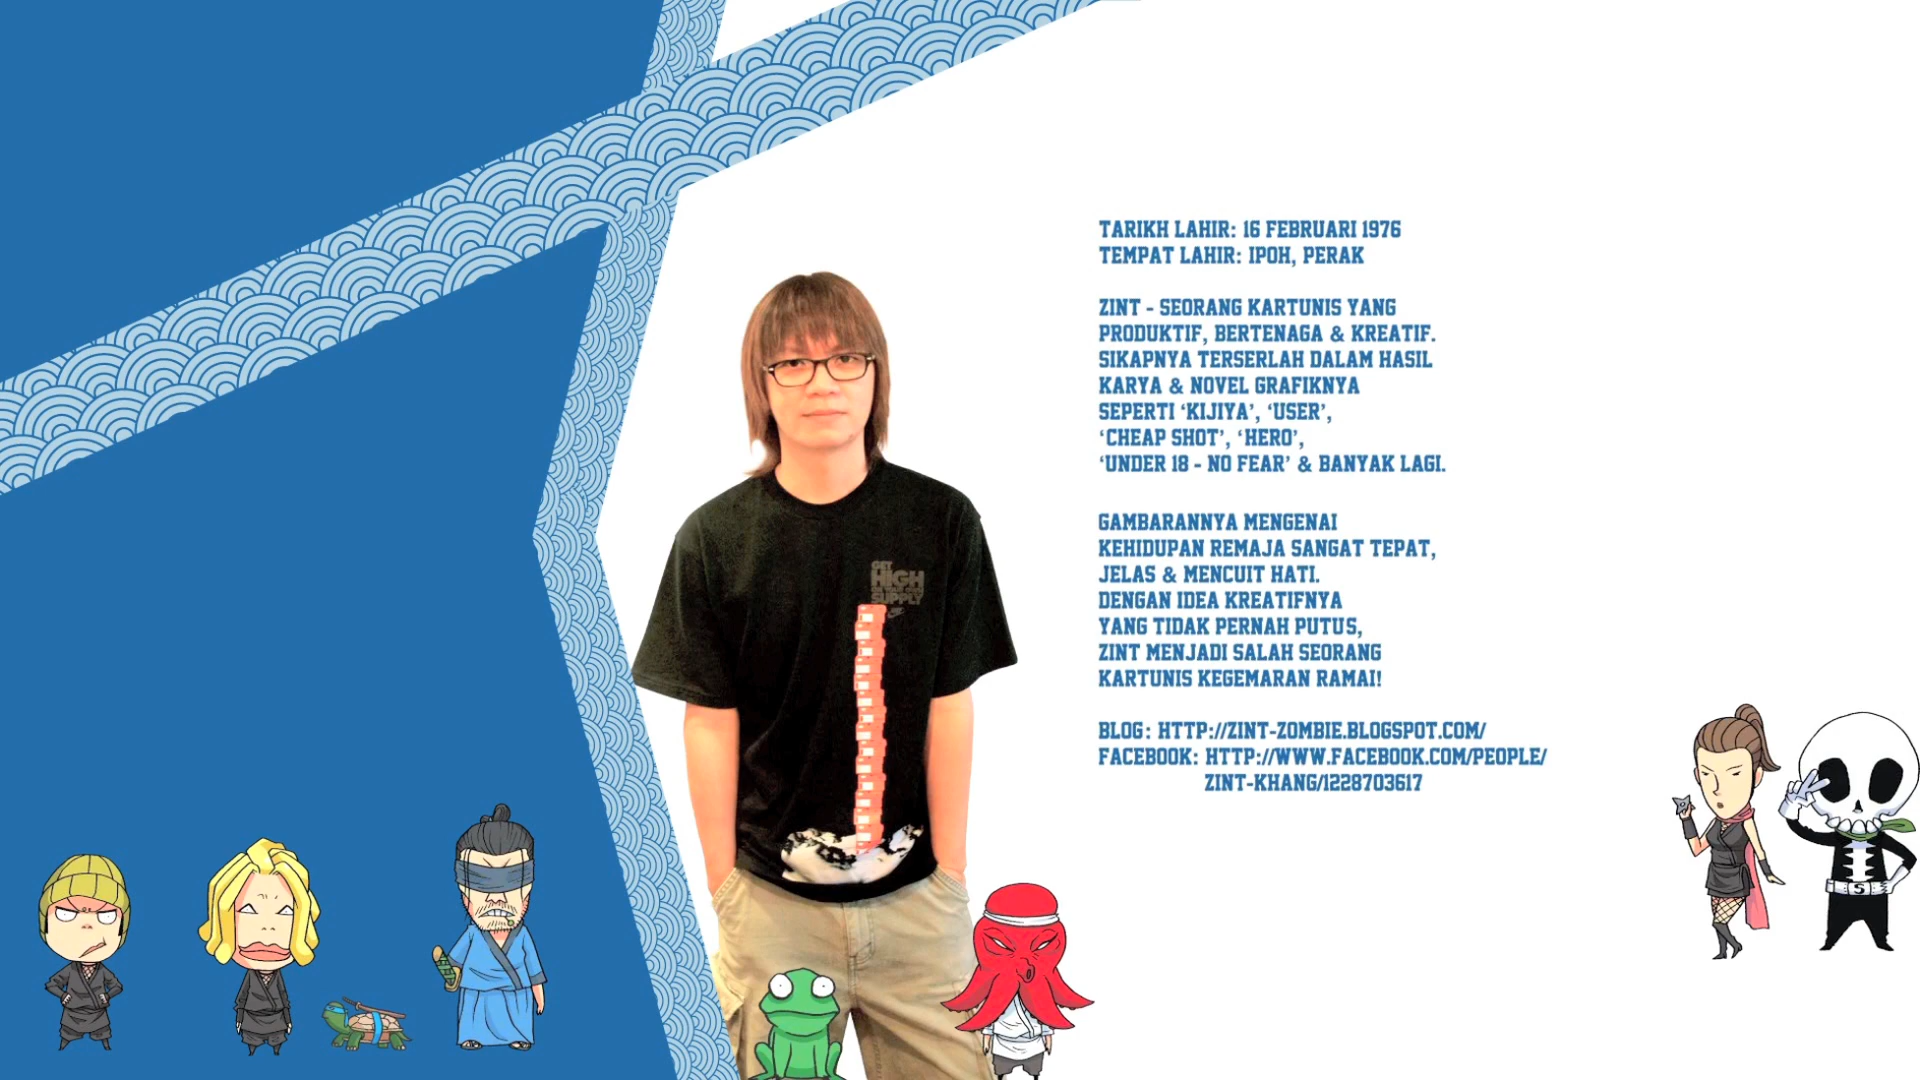 TARIKH LAHIR: 16 FEBRUARI 1976
TEMPAT LAHIR: IPOH, PERAK
ZINT - SEORANG KARTUNIS YANG
PRODUKTIF, BERTENAGA & KREATIF.
SIKAPNYA TERSERLAH DALAM HASIL
KARYA & NOVEL GRAFIKNYA
SEPERTI ‘KIJIYA’, ‘USER’,
‘CHEAP SHOT’, ‘HERO’,
‘UNDER 18 - NO FEAR’ & BANYAK LAGI.
GAMBARANNYA MENGENAI
KEHIDUPAN REMAJA SANGAT TEPAT,
JELAS & MENCUIT HATI.
DENGAN IDEA KREATIFNYA
YANG TIDAK PERNAH PUTUS,
ZINT MENJADI SALAH SEORANG
KARTUNIS KEGEMARAN RAMAI!
BLOG: HTTP://ZINT-ZOMBIE.BLOGSPOT.COM/
FACEBOOK: HTTP://WWW.FACEBOOK.COM/PEOPLE/
ZINT-KHANG/1228703617
GET
HIGH
SUPPLY
S